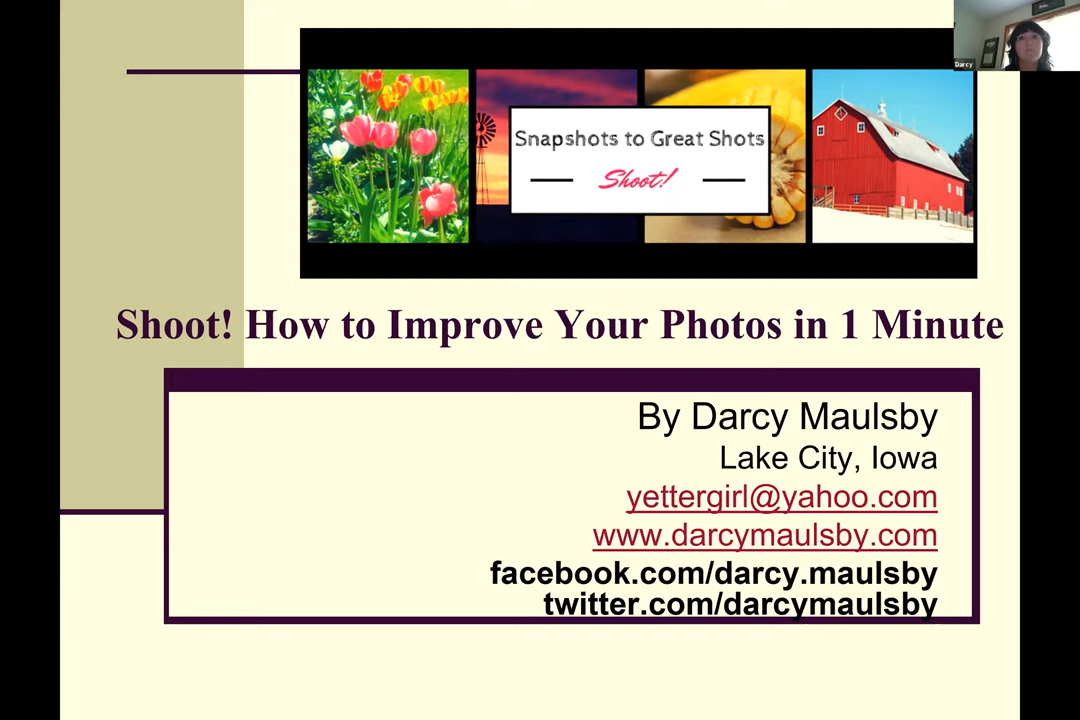 Darcy
Snapshots to Great Shots
Shoot!
Shoot! How to Improve Your Photos in 1 Minute
By Darcy Maulsby
Lake City, Iowa
yettergirl@yahoo.com
www.darcymaulsby.com
facebook.com/darcy.maulsby
twitter.com/darcymaulsby